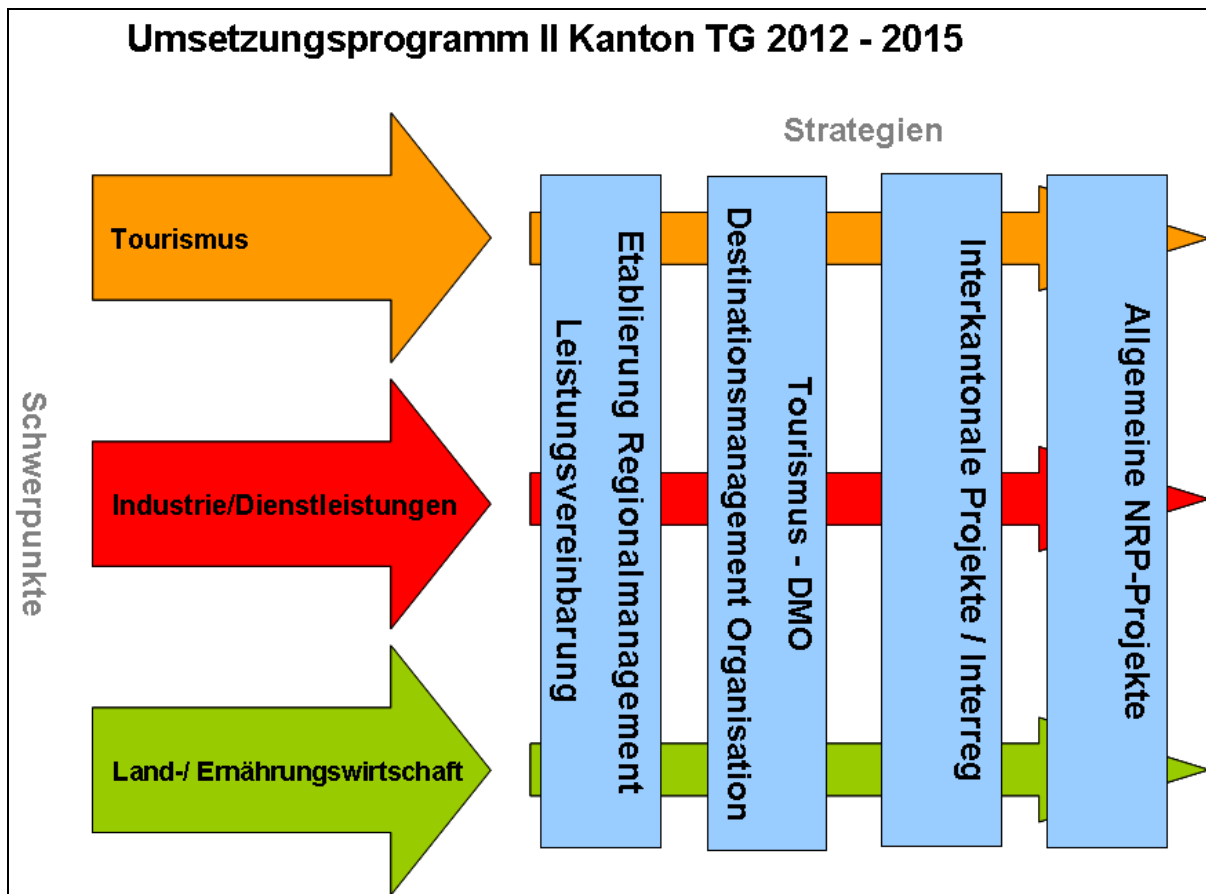 Umsetzungsprogramm II Kanton TG 2012 - 2015
Strategien
Schwerpunkte
Tourismus
Industrie/Dienstleistungen
Land-/ Ernährungswirtschaft
Etablierung Regionalmanagement
Leistungsvereinbarung
Tourismus - DMO
Destinationsmanagement Organisation
Interkantonale Projekte / Interreg
Allgemeine NRP-Projekte